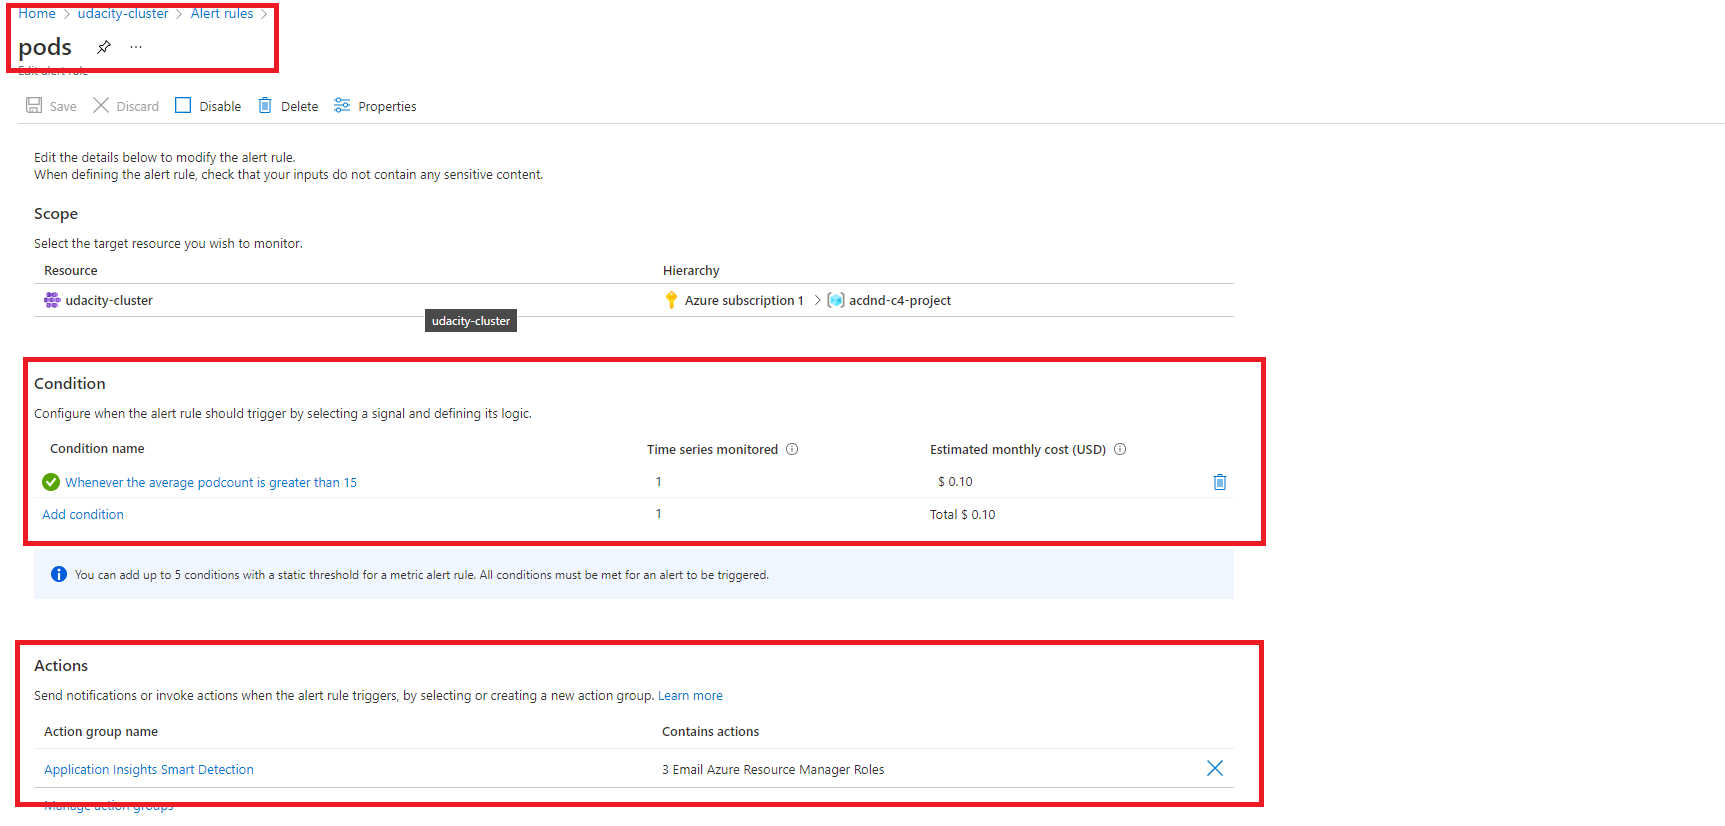 Home > udacity-cluster > Alert rules >
pods ...
Edit alert rule
Save Discard Disable Delete Properties
Edit the details below to modify the alert rule.
When defining the alert rule, check that your inputs do not contain any sensitive content.
Scope
Select the target resource you wish to monitor.
Resource Hierarchy
udacity-cluster Azure subscription 1 > acdnd-c4-project
udacity-cluster
Condition
Configure when the alert rule should trigger by selecting a signal and defining its logic.
Condition name Time series monitored Estimated monthly cost (USD)
Whenever the average podcount is greater than 15 1 $ 0.10
Add condition 1 Total $ 0.10
You can add up to 5 conditions with a static threshold for a metric alert rule. All conditions must be met for an alert to be triggered.
Actions
Send notifications or invoke actions when the alert rule triggers, by selecting or creating a new action group. Learn more
Action group name Contains actions
Application Insights Smart Detection 3 Email Azure Resource Manager Roles
Manage action groups